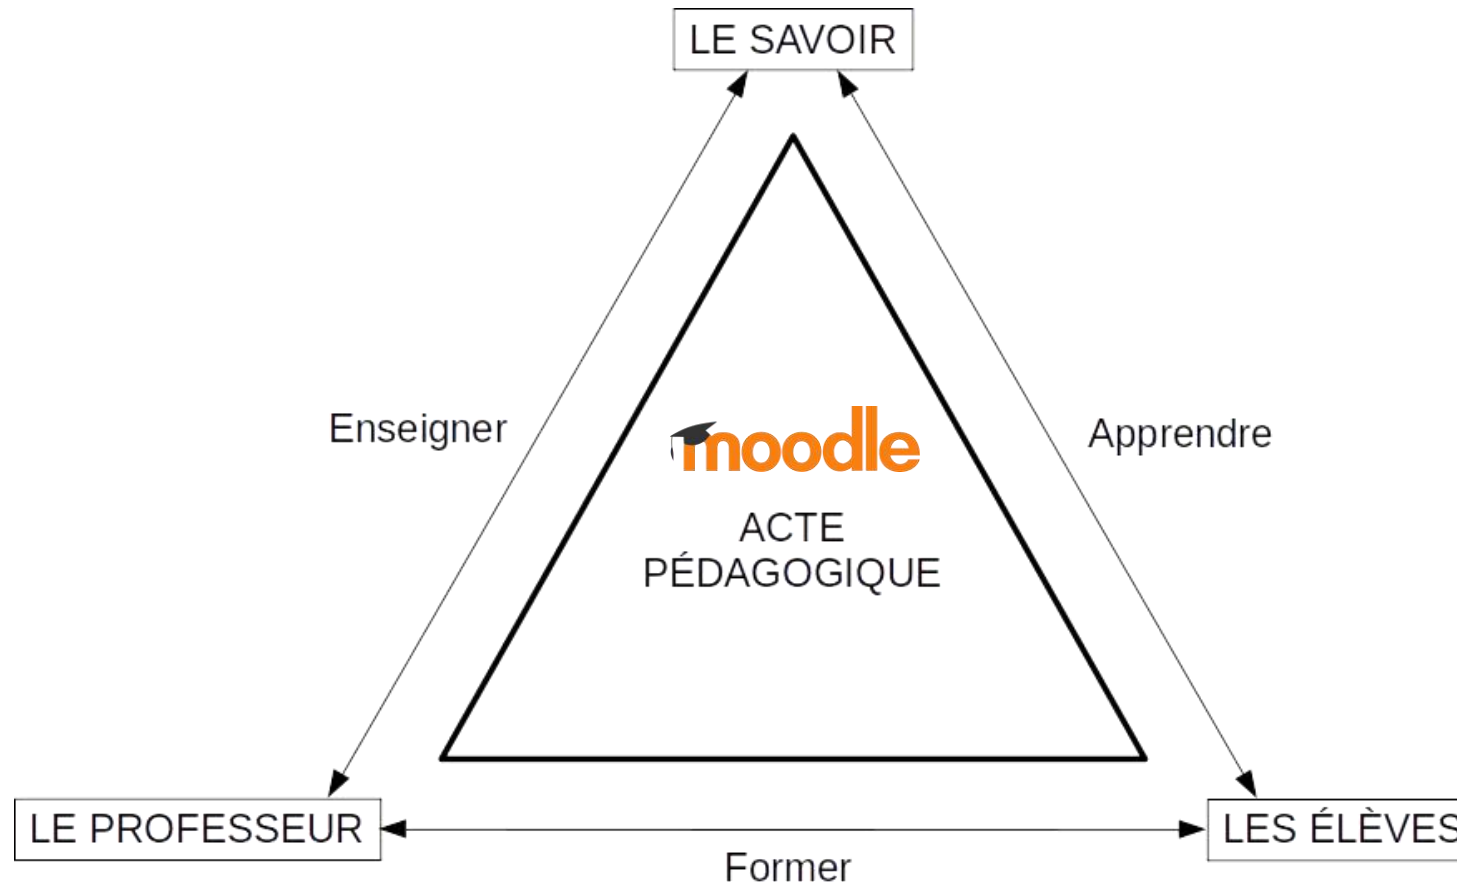 LE SAVOIR
Enseigner
Apprendre
moodle
ACTE
PÉDAGOGIQUE
LE PROFESSEUR
LES ÉLÈVES
Former